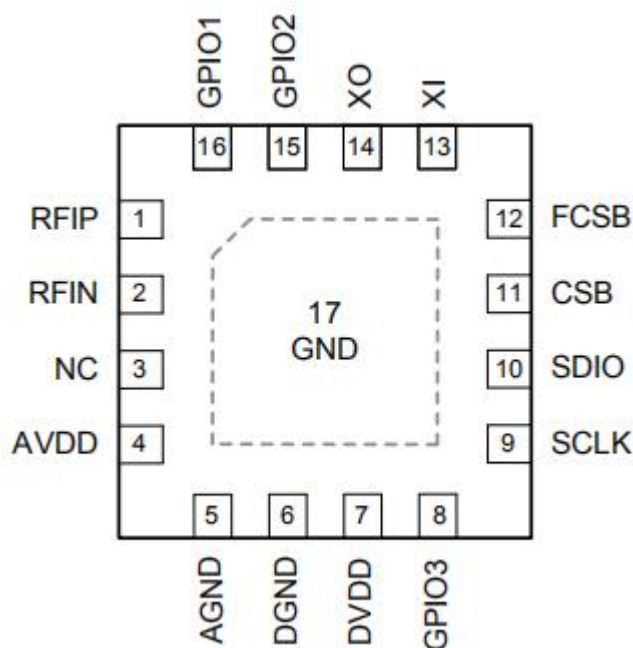 GPIO1
GPIO2
XO
XI
16 15 14 13
RFIP 1 12 FCSB
RFIN 2 11 CSB
17
GND
NC 3 10 SDIO
AVDD 4 9 SCLK
5 6 7 8
AGND
DGND
DVDD
GPIO3